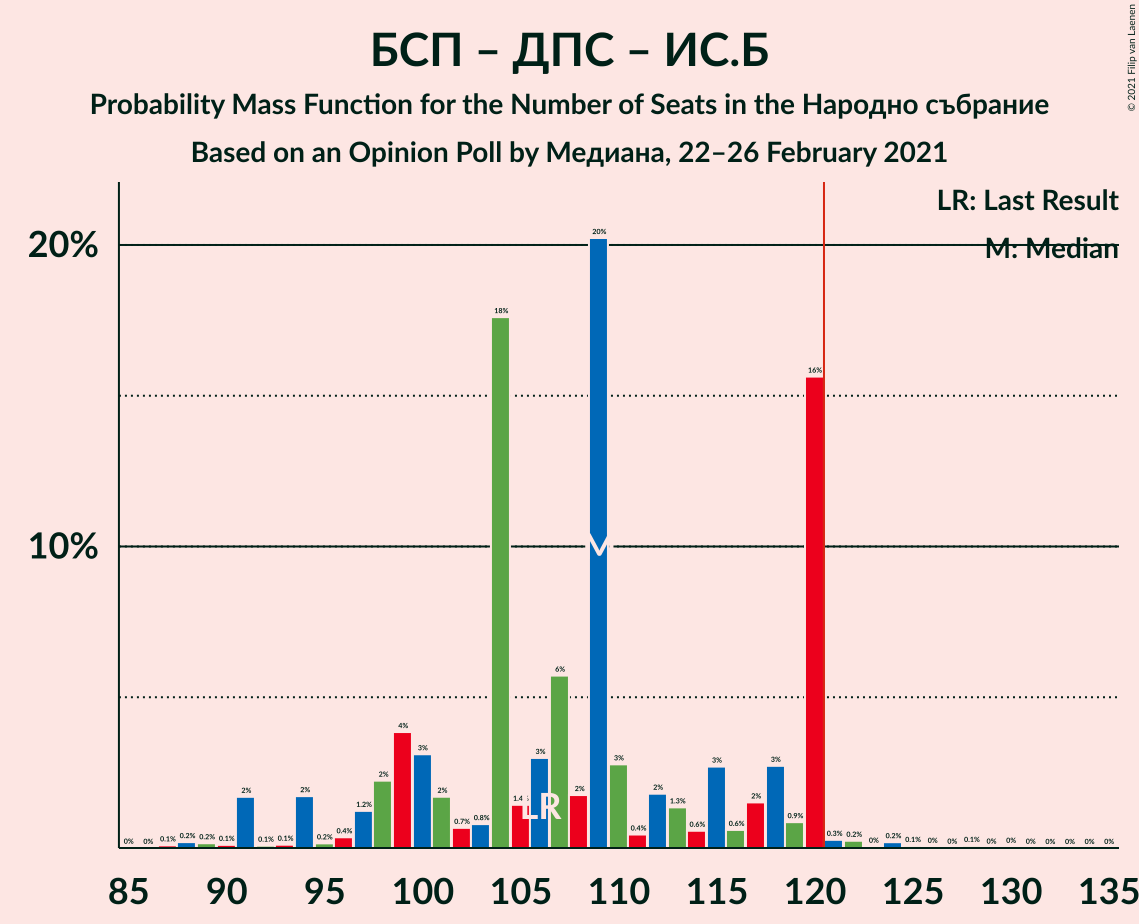 БСП – ДПС – ИС.Б
Probability Mass Function for the Number of Seats in the Народно събрание
Based on an Opinion Poll by Медиана, 22–26 February 2021
© 2021 Filip van Laenen
LR: Last Result
M: Median
20%
10%
0% 0% 0.1% 0.2% 0.2% 0.1% 2% 0.1% 0.1% 2% 0.2% 0.4% 1.2% 2% 4% 3% 2% 0.7% 0.8% 18% 1.4% 3% 6% 2% 20% 3% 0.4% 2% 1.3% 0.6% 3% 0.6% 2% 3% 0.9% 16% 0.3% 0.2% 0% 0.2% 0.1% 0% 0% 0.1% 0% 0% 0% 0% 0% 0% 0%
M
LR
85 90 95 100 105 110 115 120 125 130 135